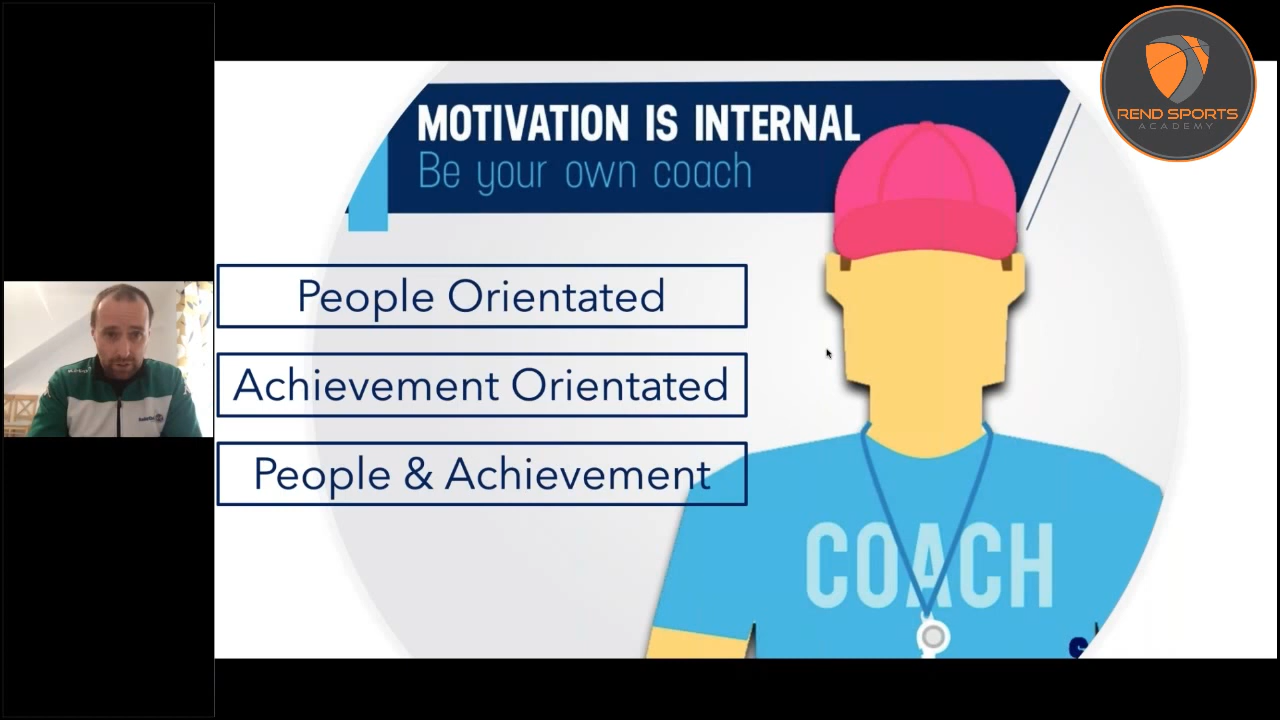 MOTIVATION IS INTERNAL
Be your own coach
REND SPORTS
ACADEMY
People Orientated
Achievement Orientated
People & Achievement
COACH